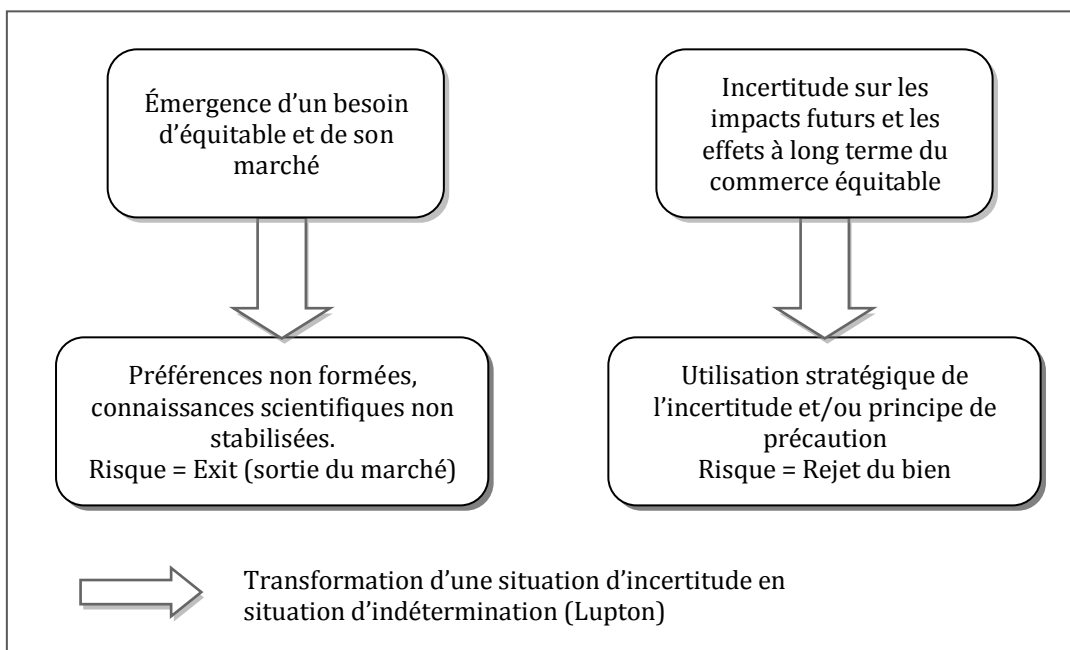 Émergence d’un besoin
d’équitable et de son
marché
Incertitude sur les
impacts futurs et les
effets à long terme du
commerce équitable
Préférences non formées,
connaissances scientifiques non
stabilisées.
Risque = Exit (sortie du marché)
Utilisation stratégique de
l’incertitude et/ou principe de
précaution
Risque = Rejet du bien
Transformation d’une situation d’incertitude en
situation d’indétermination (Lupton)